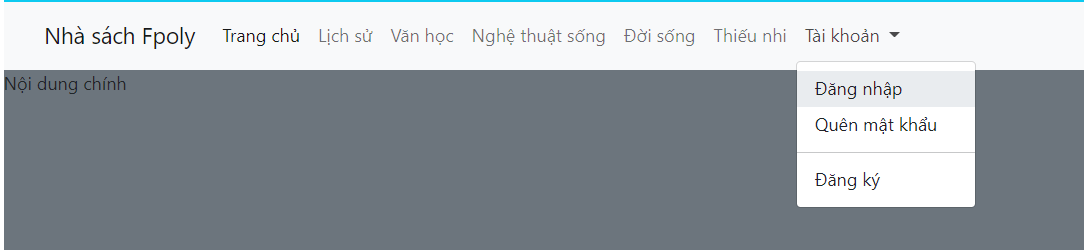 Nhà sách Fpoly Trang chủ Lịch sử Văn học Nghệ thuật sống Đời sống Thiếu nhi Tài khoản
Nội dung chính
Đăng nhập
Quên mật khẩu
Đăng ký